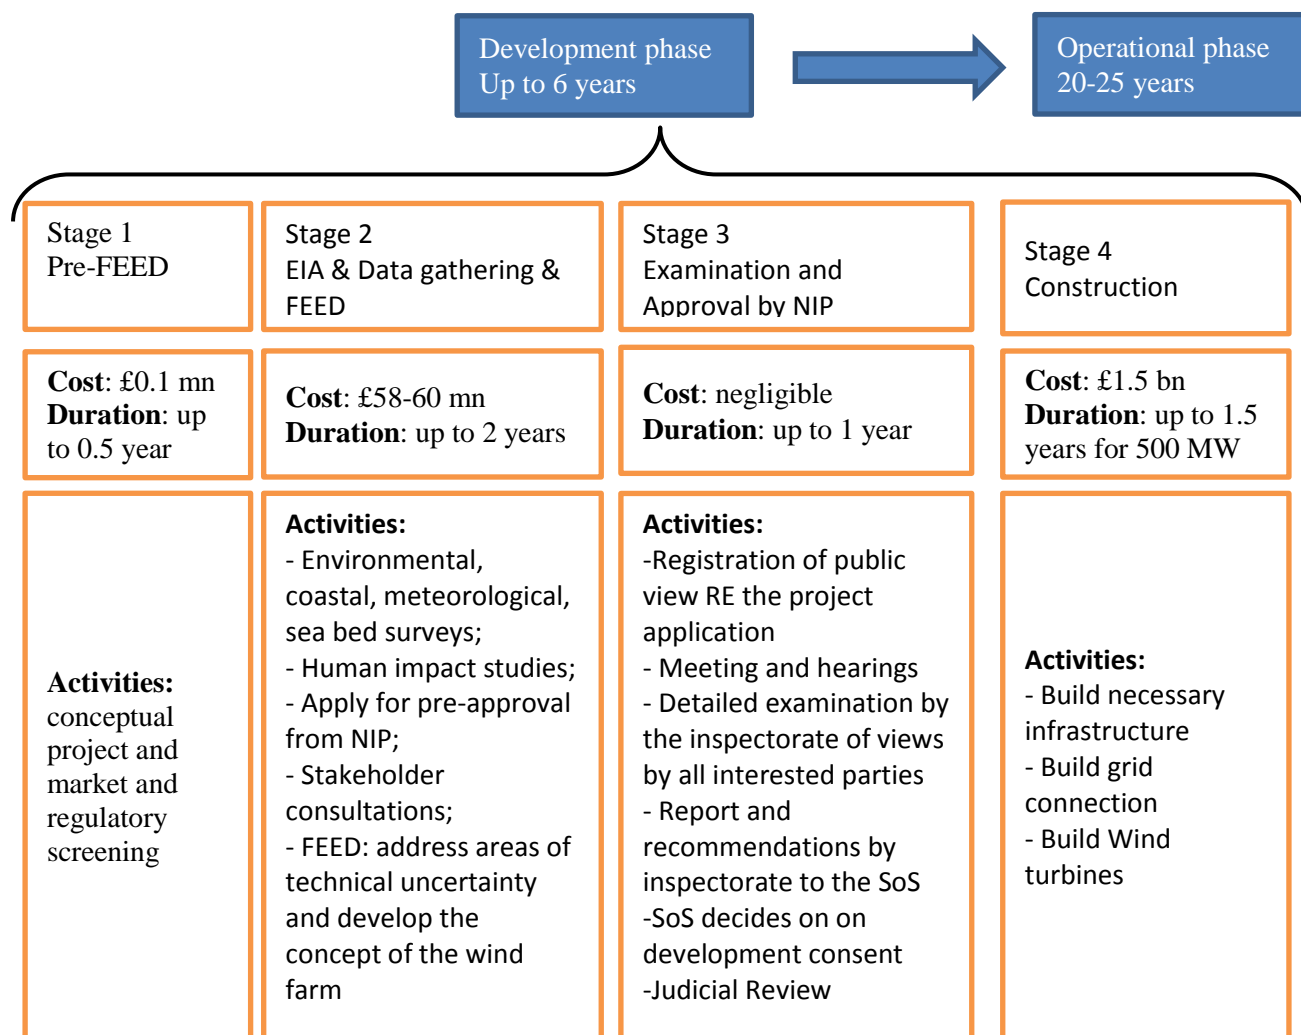 Development phase
Up to 6 years
Operational phase
20-25 years
Stage 1
Pre-FEED
Stage 2
EIA & Data gathering &
FEED
Stage 3
Examination and
Approval by NIP
Stage 4
Construction
Cost: £0.1 mn
Duration: up
to 0.5 year
Cost: £58-60 mn
Duration: up to 2 years
Cost: negligible
Duration: up to 1 year
Cost: £1.5 bn
Duration: up to 1.5
years for 500 MW
Activities:
conceptual
project and
market and
regulatory
screening
Activities:
- Environmental,
coastal, meteorological,
sea bed surveys;
- Human impact studies;
- Apply for pre-approval
from NIP;
- Stakeholder
consultations;
- FEED: address areas of
technical uncertainty
and develop the
concept of the wind
farm
Activities:
-Registration of public
view RE the project
application
- Meeting and hearings
- Detailed examination by
the inspectorate of views
by all interested parties
- Report and
recommendations by
inspectorate to the SoS
-SoS decides on on
development consent
-Judicial Review
Activities:
- Build necessary
infrastructure
- Build grid
connection
- Build Wind
turbines